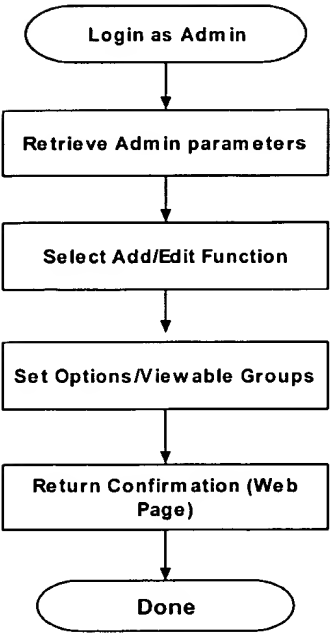 Login as Admin
Retrieve Admin parameters
Select Add/Edit Function
Set Options/Viewable Groups
Return Confirmation (Web
Page)
Done